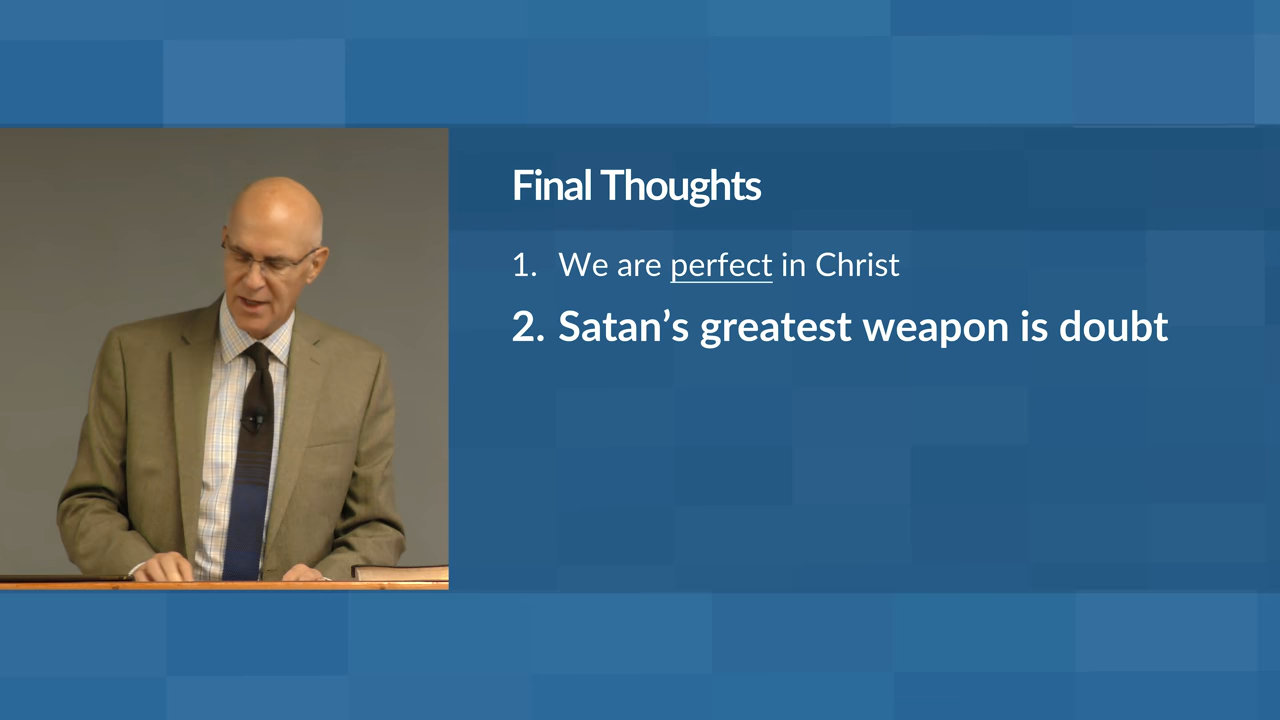 Final Thoughts
1. We are perfect in Christ
2. Satan’s greatest weapon is doubt